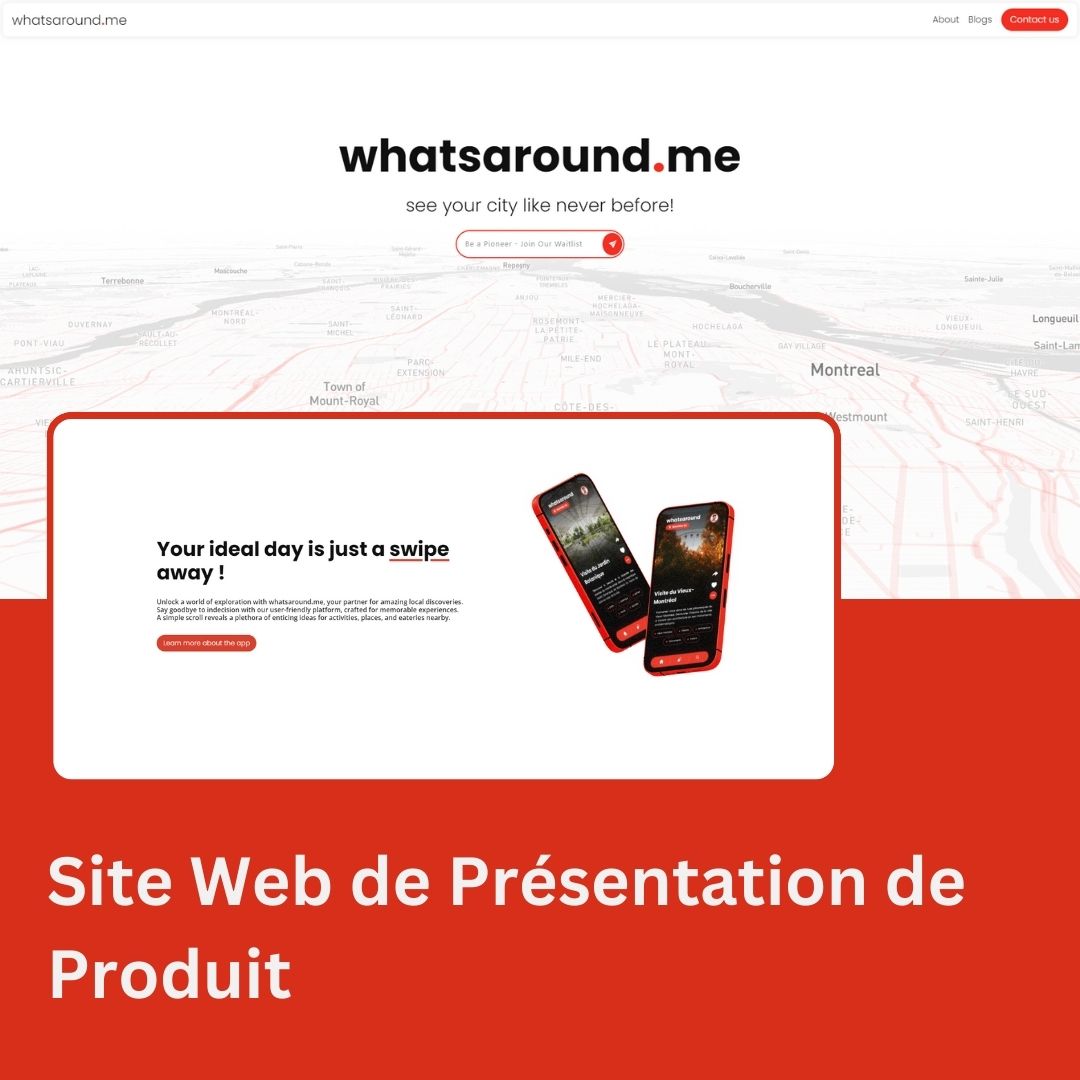 whatsaround.me
About Blogs Contact us
whatsaround.me
see your city like never before!
Be a Pioneer - Join Our Waitlist
Terrebonne
Mascouche
CHARLEMAGNE
Repentigny
Boucherville
Sainte-Julie
DUVERNAY
MONTRÉAL-
NORD
SAINT-
LÉONARD
ANJOU
MERCIER-
HOCHELAGA-
MAISONNEUVE
VIEUX-
LONGUEUIL
Longueuil
PONT-VIAU
SAULT-AU-
RÉCOLLET
SAINT-
MICHEL
ROSEMONT-
LA PETITE-
PATRIE
HOCHELAGA
LE PLATEAU
MONT-
ROYAL
GAY VILLAGE
AHUNTSIC-
CARTIERVILLE
PARC-
EXTENSION
MILE-END
Montreal
Town of
Mount-Royal
LE SUD-
OUEST
CÔTE-DES-
Westmount
SAINT-HENRI
Your ideal day is just a swipe
away !
Unlock a world of exploration with whatsaround.me, your partner for amazing local discoveries.
Say goodbye to indecision with our user-friendly platform, crafted for memorable experiences.
A simple scroll reveals a plethora of enticing ideas for activities, places, and eateries nearby.
Learn more about the app
whatsaround
Visite du Jardin
Botanique
whatsaround
Visite du Vieux-
Montréal
Site Web de Présentation de
Produit